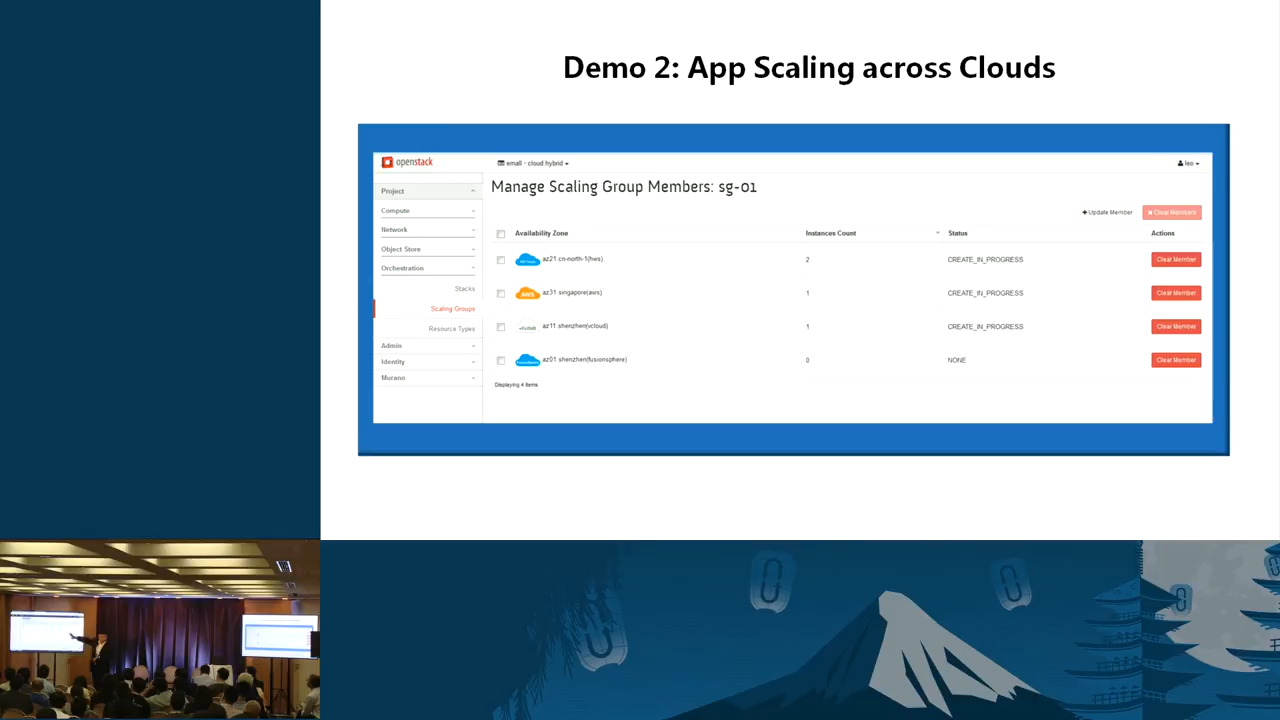 Demo 2: App Scaling across Clouds
openstack
email - cloud.hybrid
leo
Project
Compute
Network
Object Store
Orchestration
Stacks
Scaling Groups
Resource Types
Admin
Identity
Murano
Manage Scaling Group Members: sg-01
+ Update Member
× Clear Members
Availability Zone Instances Count Status Actions
az21.cn-north-1(hws) 2 CREATE_IN_PROGRESS Clear Member
AWS az31.singapore(aws) 1 CREATE_IN_PROGRESS Clear Member
vCLOUD az11.shenzhen(vcloud) 1 CREATE_IN_PROGRESS Clear Member
az01.shenzhen(fusionsphere) 0 NONE Clear Member
Displaying 4 items